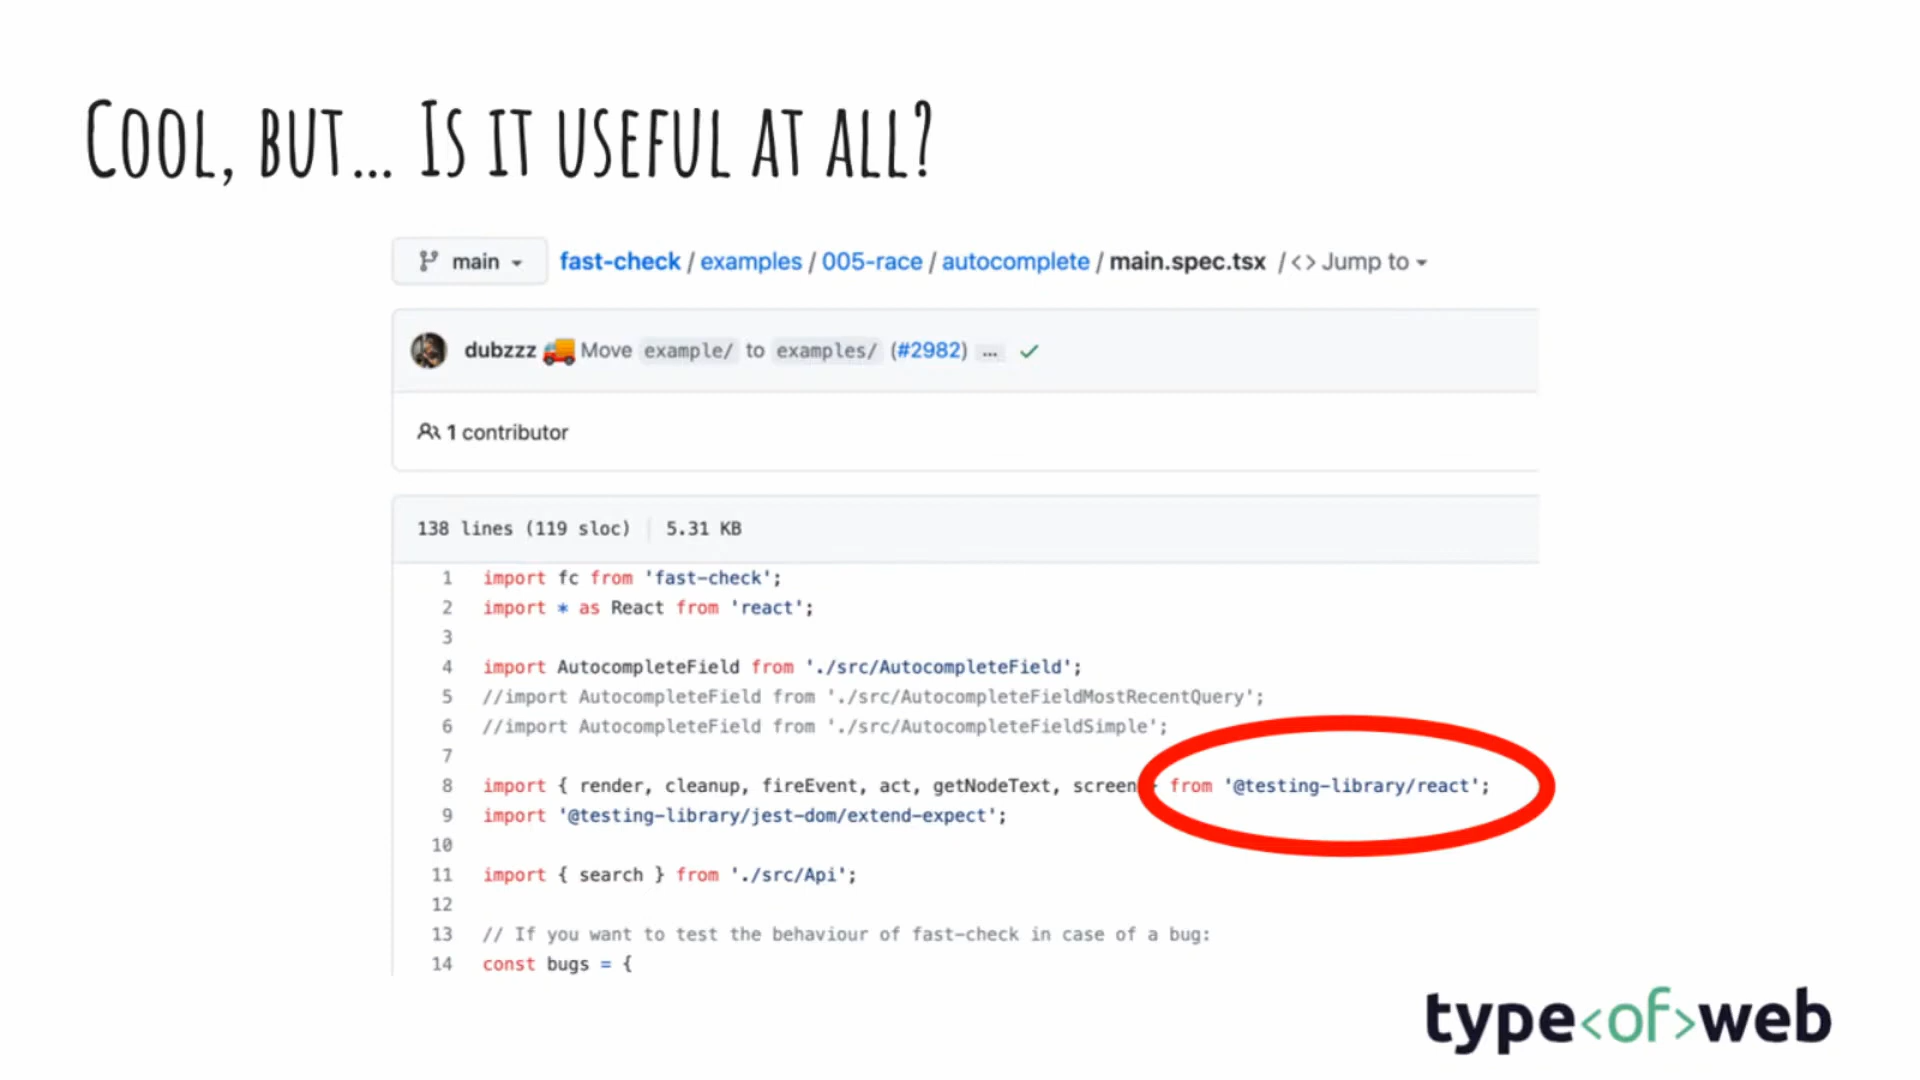 Cool, but... Is it useful at all?
main fast-check / examples / 005-race / autocomplete / main.spec.tsx / <> Jump to
dubzzz 🚚 Move example/ to examples/ (#2982) ... ✓
1 contributor
138 lines (119 sloc) | 5.31 KB
1 import fc from 'fast-check';
2 import * as React from 'react';
3
4 import AutocompleteField from './src/AutocompleteField';
5 //import AutocompleteField from './src/AutocompleteFieldMostRecentQuery';
6 //import AutocompleteField from './src/AutocompleteFieldSimple';
7
8 import { render, cleanup, fireEvent, act, getNodeText, screen } from '@testing-library/react';
9 import '@testing-library/jest-dom/extend-expect';
10
11 import { search } from './src/Api';
12
13 // If you want to test the behaviour of fast-check in case of a bug:
14 const bugs = {
type<of>web